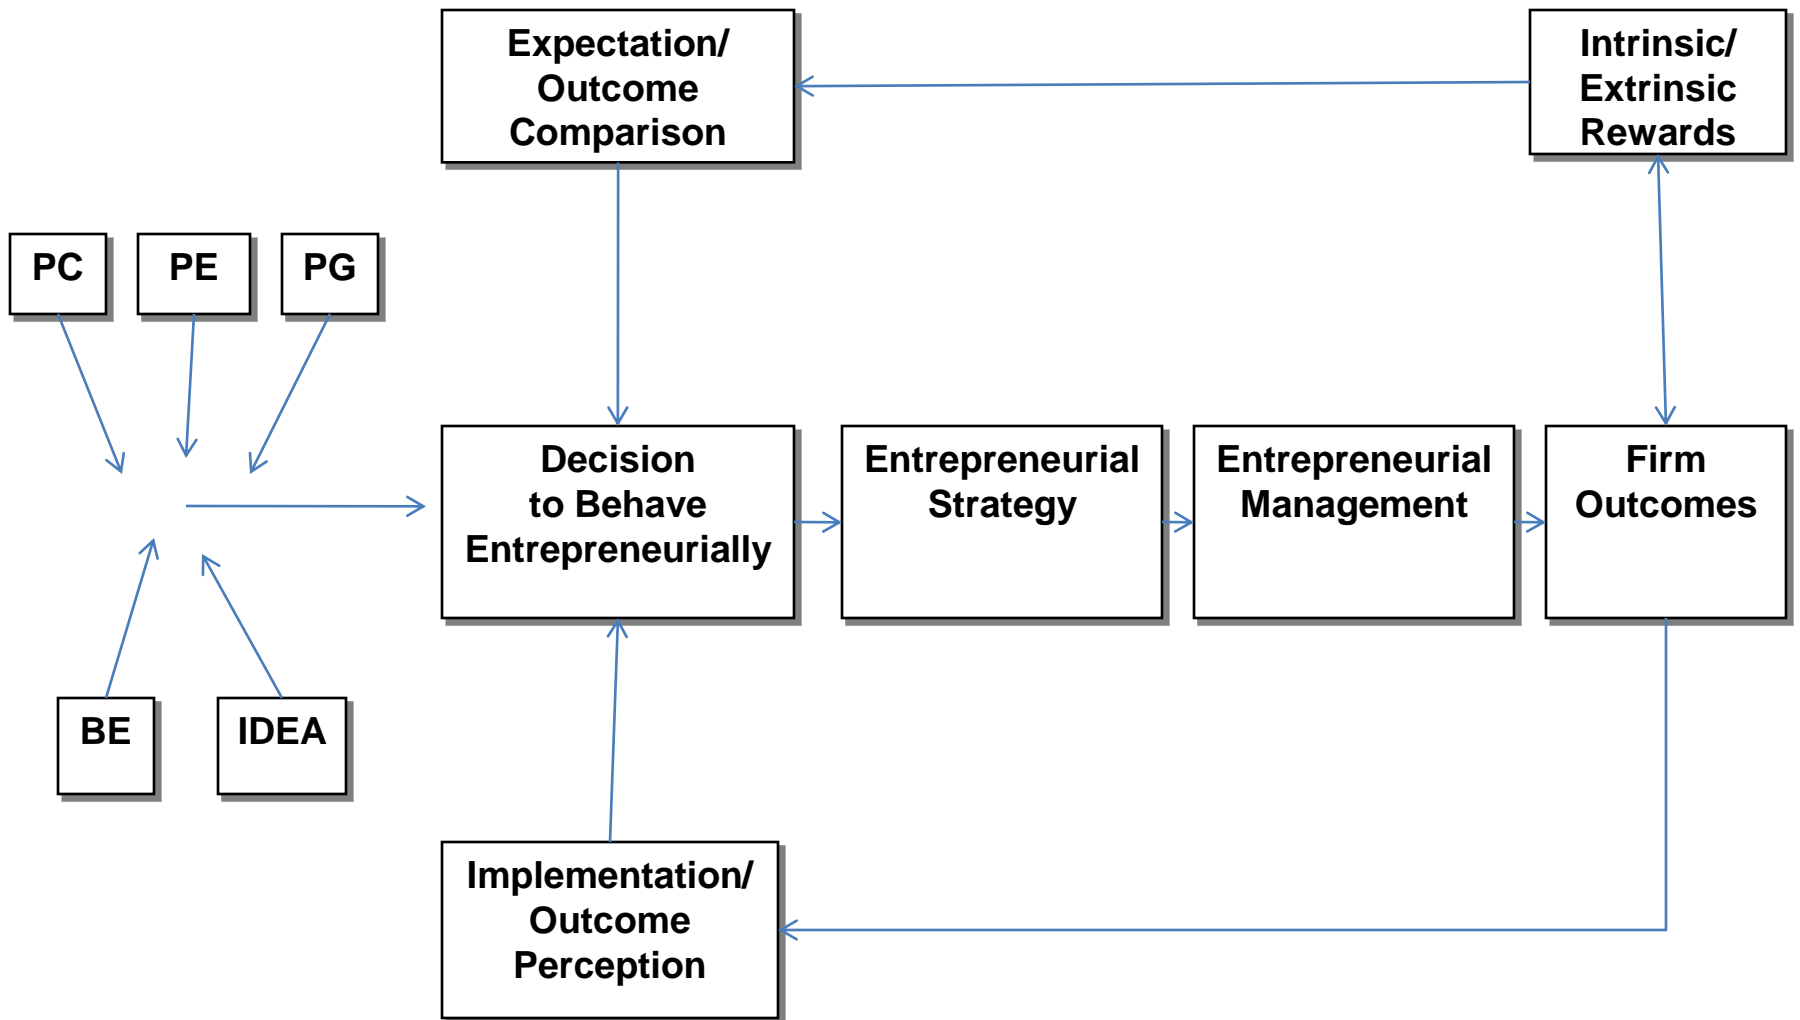 Expectation/
Outcome
Comparison
Intrinsic/
Extrinsic
Rewards
PC
PE
PG
Decision
to Behave
Entrepreneurially
Entrepreneurial
Strategy
Entrepreneurial
Management
Firm
Outcomes
BE
IDEA
Implementation/
Outcome
Perception